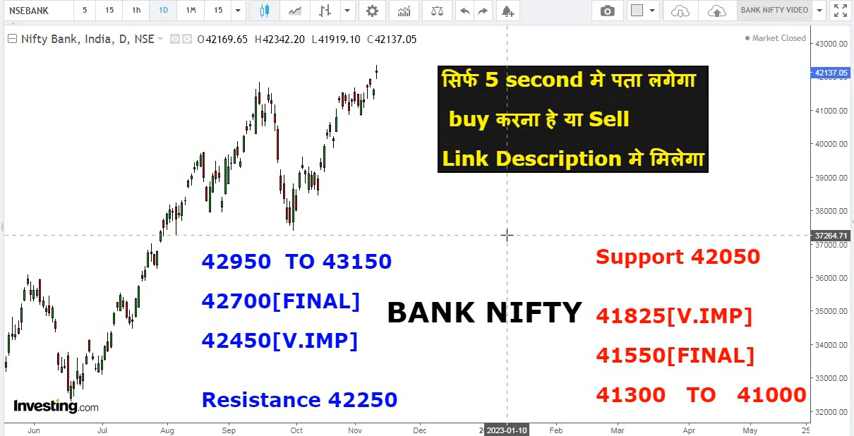 NSEBANK 5 15 1h 1D 1M 15 BANK NIFTY VIDEO
Nifty Bank, India, D, NSE O42169.65 H42342.20 L41919.10 C42137.05
Market Closed
43000.00
42137.05
41000.00
40000.00
39000.00
38000.00
37264.71
37000.00
36000.00
35000.00
34000.00
33000.00
32000.00
सिर्फ 5 second मे पता लगेगा
buy करना हे या Sell
Link Description मे मिलेगा
42950 TO 43150
42700[FINAL]
42450[V.IMP]
Resistance 42250
BANK NIFTY
Support 42050
41825[V.IMP]
41550[FINAL]
41300 TO 41000
Investing.com
Jun Jul Aug Sep Oct Nov Dec 2023-01-10 Feb Mar Apr May 25